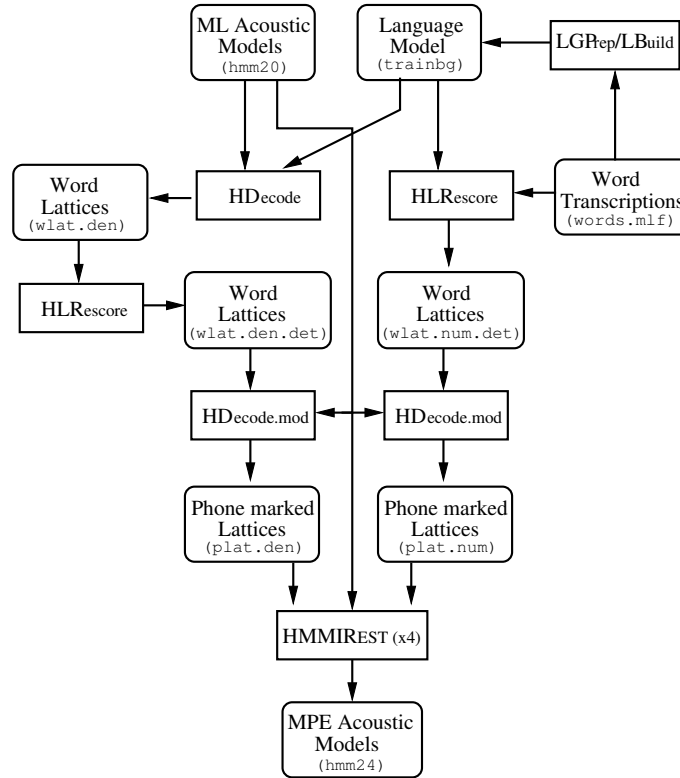 ML Acoustic
Models
(hmm20)
Language
Model
(trainbg)
LGPrep/LBuild
Word
Lattices
(wlat.den)
HDecode
HLRescore
Word
Transcriptions
(words.mlf)
HLRescore
Word
Lattices
(wlat.den.det)
Word
Lattices
(wlat.num.det)
HDecode.mod
HDecode.mod
Phone marked
Lattices
(plat.den)
Phone marked
Lattices
(plat.num)
HMMIREST (x4)
MPE Acoustic
Models
(hmm24)